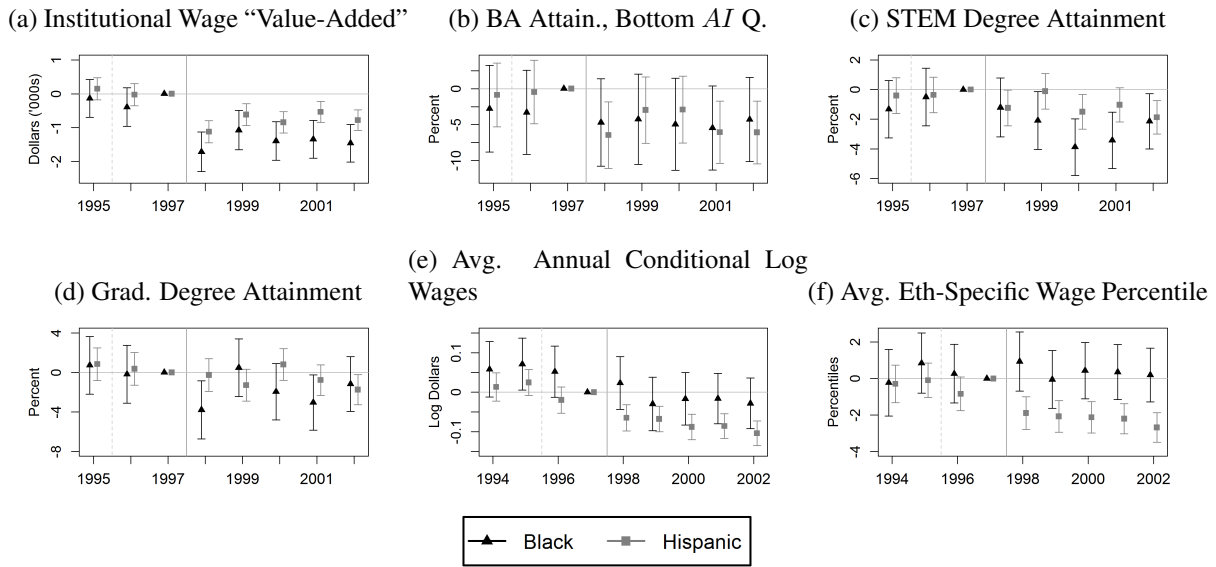 (a) Institutional Wage “Value-Added”
(b) BA Attain., Bottom AI Q.
(c) STEM Degree Attainment
Dollars ('000s)
1
0
-1
-2
1995 1997 1999 2001
Percent
0
-5
-10
1995 1997 1999 2001
Percent
2
0
-2
-4
-6
1995 1997 1999 2001
(d) Grad. Degree Attainment
(e) Avg. Annual Conditional Log
Wages
(f) Avg. Eth-Specific Wage Percentile
Percent
4
0
-4
-8
1995 1997 1999 2001
Log Dollars
0.1
0
-0.1
1994 1996 1998 2000 2002
Percentiles
2
0
-2
-4
1994 1996 1998 2000 2002
Black Hispanic